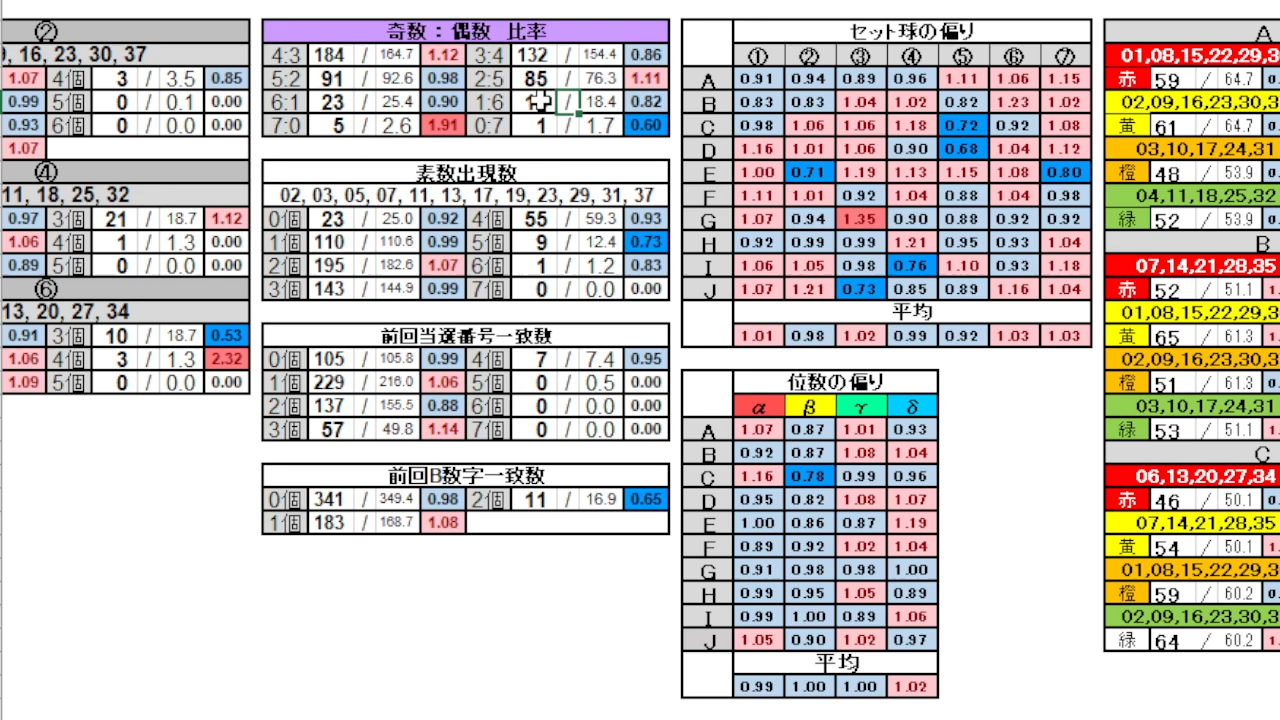 ②
, 16, 23, 30, 37
1.07 4個 3 / 3.5 0.85
0.99 5個 0 / 0.1 0.00
0.93 6個 0 / 0.0 0.00
1.07
④
11, 18, 25, 32
0.97 3個 21 / 18.7 1.12
1.06 4個 1 / 1.3 0.00
0.89 5個 0 / 0.0 0.00
⑥
13, 20, 27, 34
0.91 3個 10 / 18.7 0.53
1.06 4個 3 / 1.3 2.32
1.09 5個 0 / 0.0 0.00
奇数：偶数 比率
4:3 184 / 164.7 1.12 3:4 132 / 154.4 0.86
5:2 91 / 92.6 0.98 2:5 85 / 76.3 1.11
6:1 23 / 25.4 0.90 1:6 / 18.4 0.82
7:0 5 / 2.6 1.91 0:7 1 / 1.7 0.60
素数出現数
02, 03, 05, 07, 11, 13, 17, 19, 23, 29, 31, 37
0個 23 / 25.0 0.92 4個 55 / 59.3 0.93
1個 110 / 110.6 0.99 5個 9 / 12.4 0.73
2個 195 / 182.6 1.07 6個 1 / 1.2 0.83
3個 143 / 144.9 0.99 7個 0 / 0.0 0.00
前回当選番号一致数
0個 105 / 105.8 0.99 4個 7 / 7.4 0.95
1個 229 / 216.0 1.06 5個 0 / 0.5 0.00
2個 137 / 155.5 0.88 6個 0 / 0.0 0.00
3個 57 / 49.8 1.14 7個 0 / 0.0 0.00
前回B数字一致数
0個 341 / 349.4 0.98 2個 11 / 16.9 0.65
1個 183 / 168.7 1.08
セット球の偏り
① ② ③ ④ ⑤ ⑥ ⑦
A 0.91 0.94 0.89 0.96 1.11 1.06 1.15
B 0.83 0.83 1.04 1.02 0.82 1.23 1.02
C 0.98 1.06 1.06 1.18 0.72 0.92 1.08
D 1.16 1.01 1.06 0.90 0.68 1.04 1.12
E 1.00 0.71 1.19 1.13 1.15 1.08 0.80
F 1.11 1.01 0.92 1.04 0.88 1.04 0.98
G 1.07 0.94 1.35 0.90 0.88 0.92 0.92
H 0.92 0.99 0.99 1.21 0.95 0.93 1.04
I 1.06 1.05 0.98 0.76 1.10 0.93 1.18
J 1.07 1.21 0.73 0.85 0.89 1.16 1.04
平均
1.01 0.98 1.02 0.99 0.92 1.03 1.03
位数の偏り
α β γ δ
A 1.07 0.87 1.01 0.93
B 0.92 0.87 1.08 1.04
C 1.16 0.78 0.99 0.96
D 0.95 0.82 1.08 1.07
E 1.00 0.86 0.87 1.19
F 0.89 0.92 1.02 1.04
G 0.91 0.98 0.98 1.00
H 0.99 0.95 1.05 0.89
I 0.99 1.00 0.89 1.06
J 1.05 0.90 1.02 0.97
平均
0.99 1.00 1.00 1.02
A
01,08,15,22,29,3
赤 59 / 64.7
02,09,16,23,30,3
黄 61 / 64.7
03,10,17,24,31
橙 48 / 53.9
04,11,18,25,32
緑 52 / 53.9
B
07,14,21,28,35
赤 52 / 51.1
01,08,15,22,29,3
黄 65 / 61.3
02,09,16,23,30,3
橙 51 / 61.3
03,10,17,24,31
緑 53 / 51.1
C
06,13,20,27,34
赤 46 / 50.1
07,14,21,28,35
黄 54 / 50.1
01,08,15,22,29,3
橙 59 / 60.2
02,09,16,23,30,3
緑 64 / 60.2